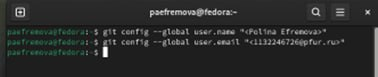 paefremova@fedora:~
paefremova@fedora:~$ git config --global user.name "<Polina Efremova>"
paefremova@fedora:~$ git config --global user.email "<1132246726@pfur.ru>"
paefremova@fedora:~$